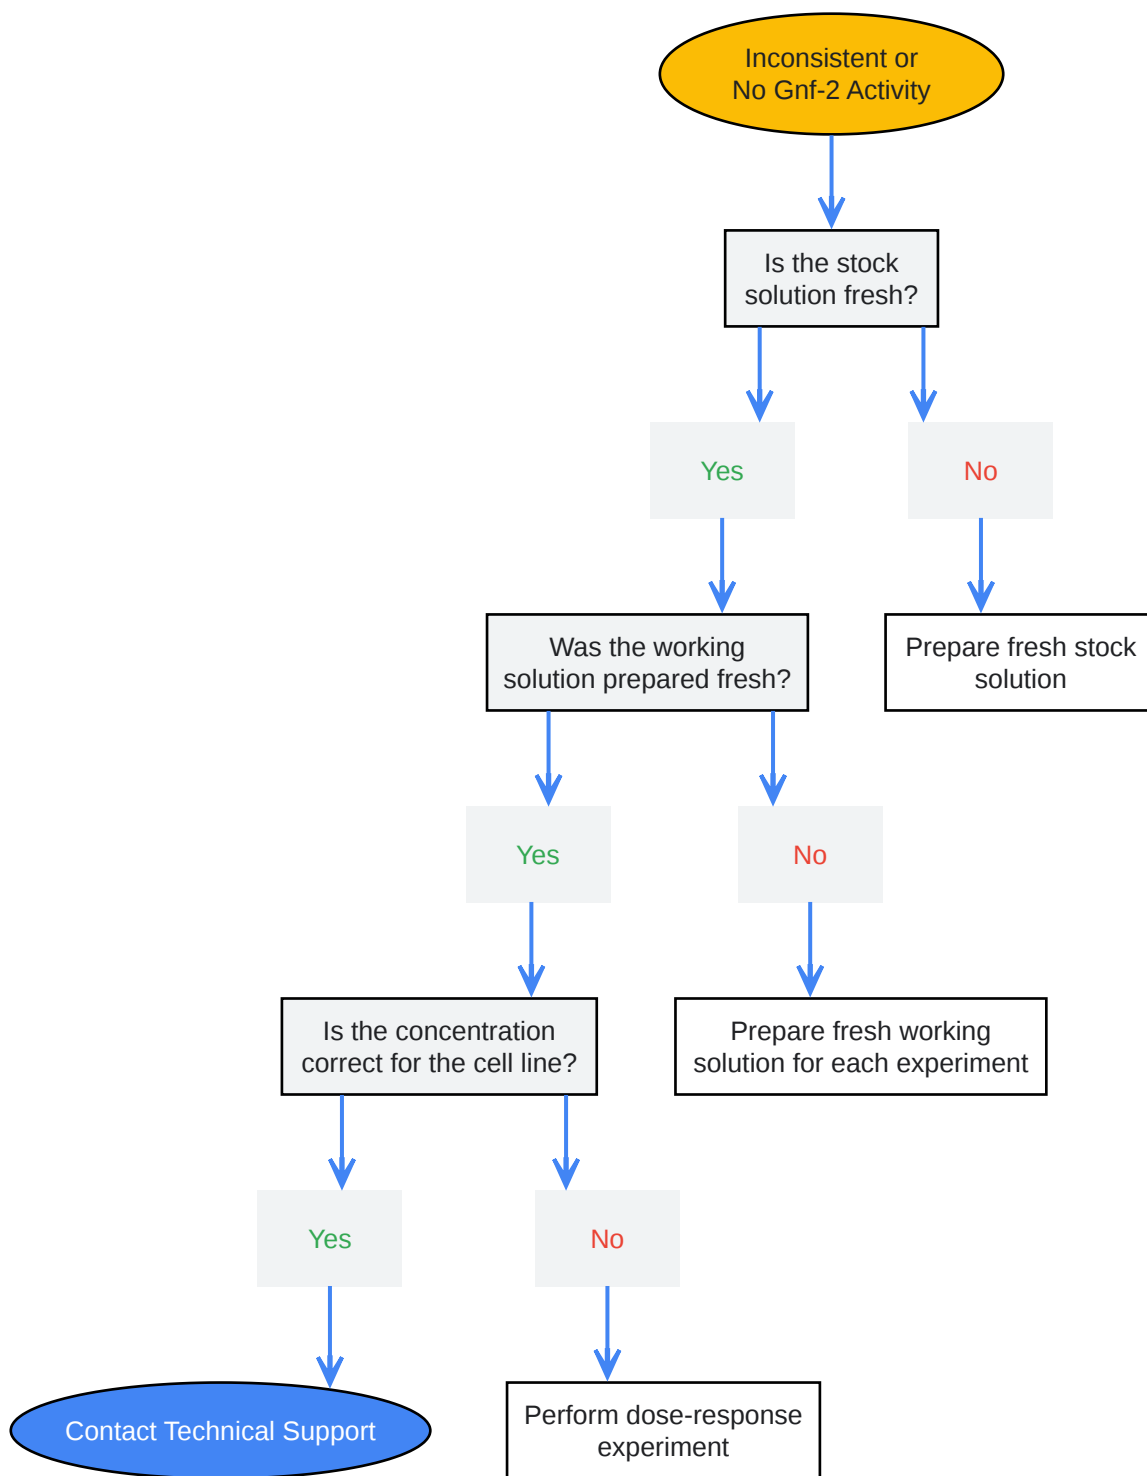 Inconsistent or
No Gnf-2 Activity
Is the stock
solution fresh?
Yes
No
Was the working
solution prepared fresh?
Prepare fresh stock
solution
Yes
No
Is the concentration
correct for the cell line?
Prepare fresh working
solution for each experiment
Yes
No
Contact Technical Support
Perform dose-response
experiment